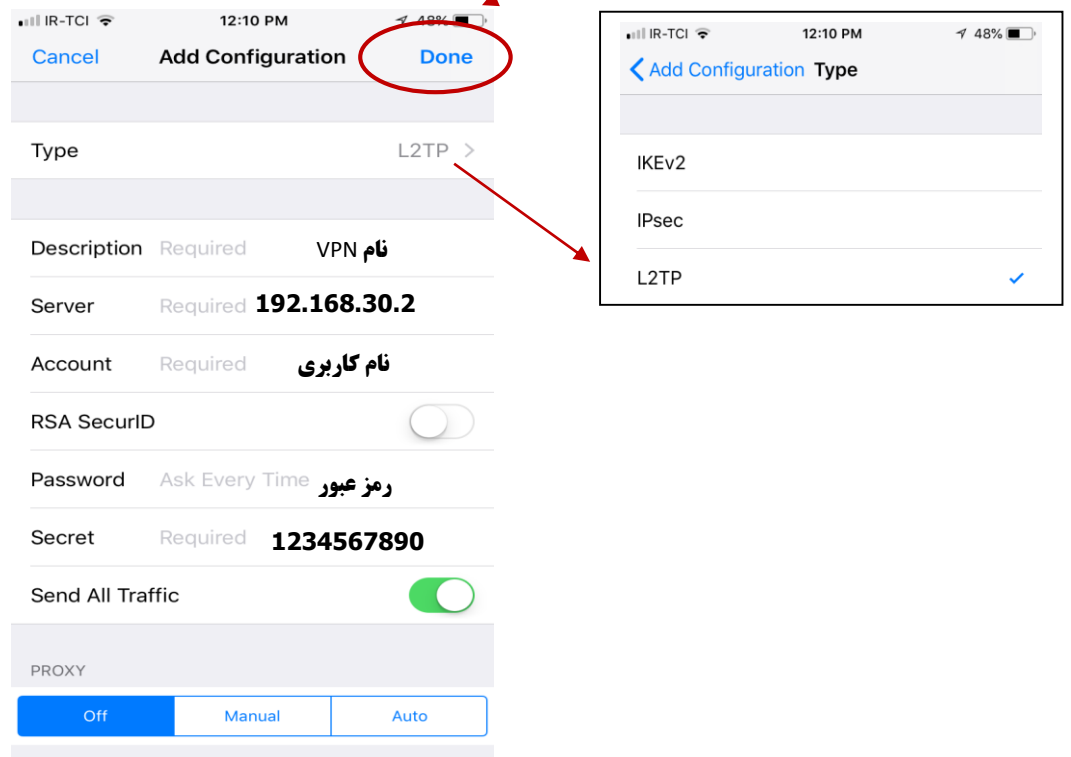 IR-TCI 12:10 PM 48%
Cancel Add Configuration Done
Type L2TP
Description Required نام VPN
Server Required 192.168.30.2
Account Required نام کاربری
RSA SecurID
Password Ask Every Time رمز عبور
Secret Required 1234567890
Send All Traffic
PROXY
Off Manual Auto
IR-TCI 12:10 PM 48%
Add Configuration Type
IKEv2
IPsec
L2TP